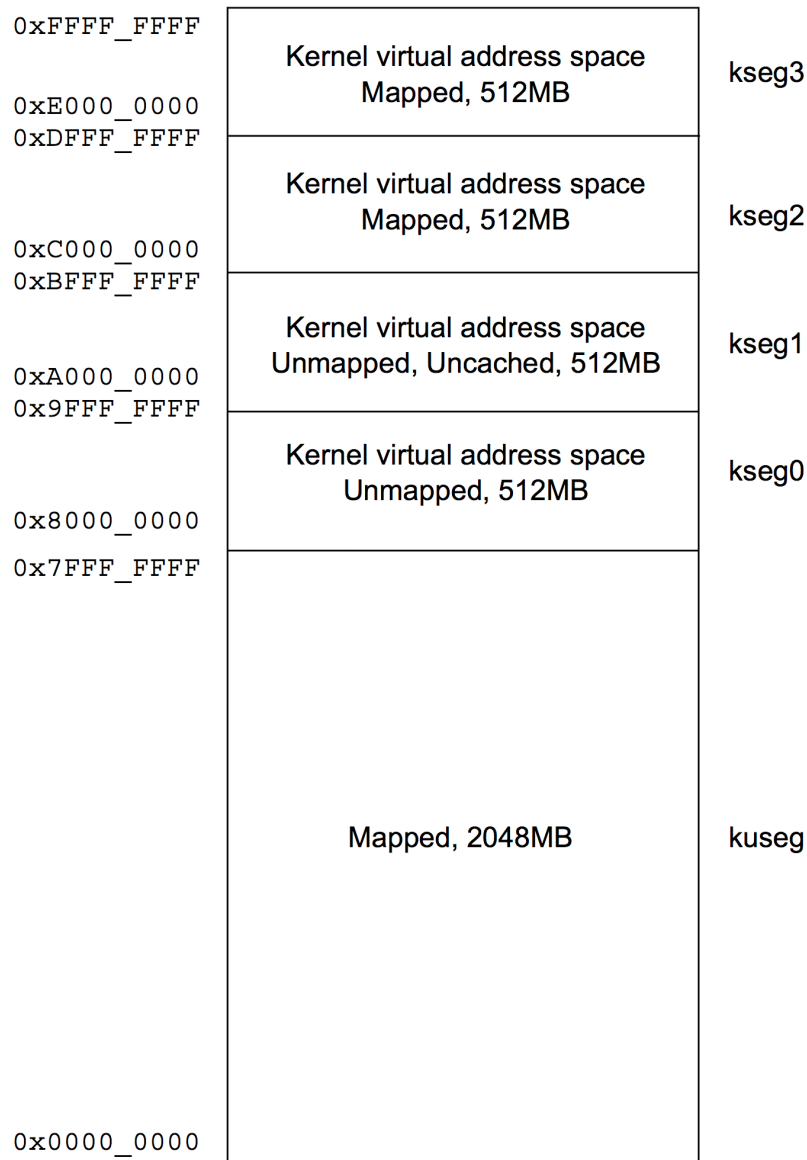 0xFFFF_FFFF
Kernel virtual address space
Mapped, 512MB
kseg3
0xE000_0000
0xDFFF_FFFF
Kernel virtual address space
Mapped, 512MB
kseg2
0xC000_0000
0xBFFF_FFFF
Kernel virtual address space
Unmapped, Uncached, 512MB
kseg1
0xA000_0000
0x9FFF_FFFF
Kernel virtual address space
Unmapped, 512MB
kseg0
0x8000_0000
0x7FFF_FFFF
Mapped, 2048MB
kuseg
0x0000_0000